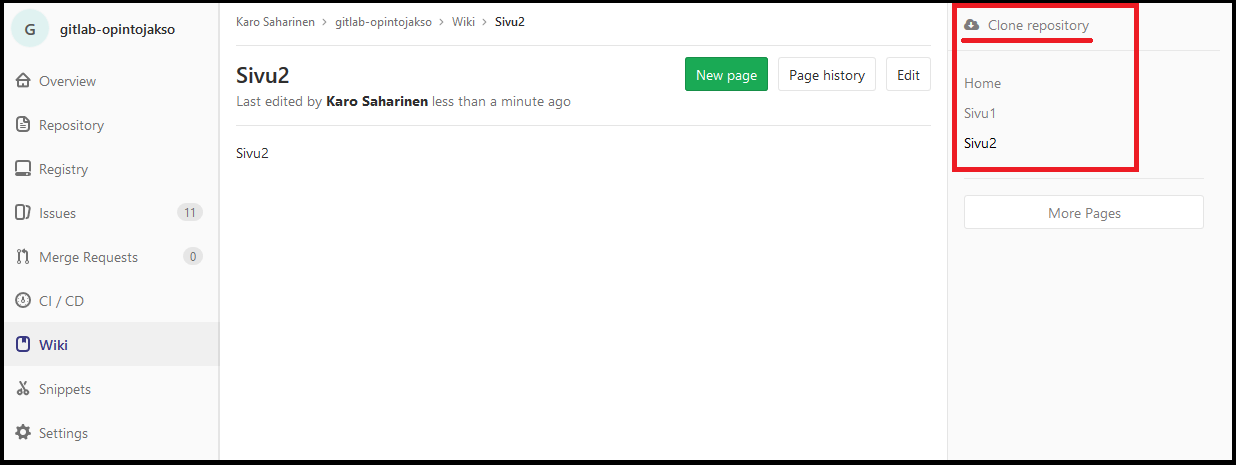 G gitlab-opintojakso
Overview
Repository
Registry
Issues 11
Merge Requests 0
CI / CD
Wiki
Snippets
Settings
Karo Saharinen > gitlab-opintojakso > Wiki > Sivu2
Sivu2
New page Page history Edit
Last edited by Karo Saharinen less than a minute ago
Sivu2
Clone repository
Home
Sivu1
Sivu2
More Pages